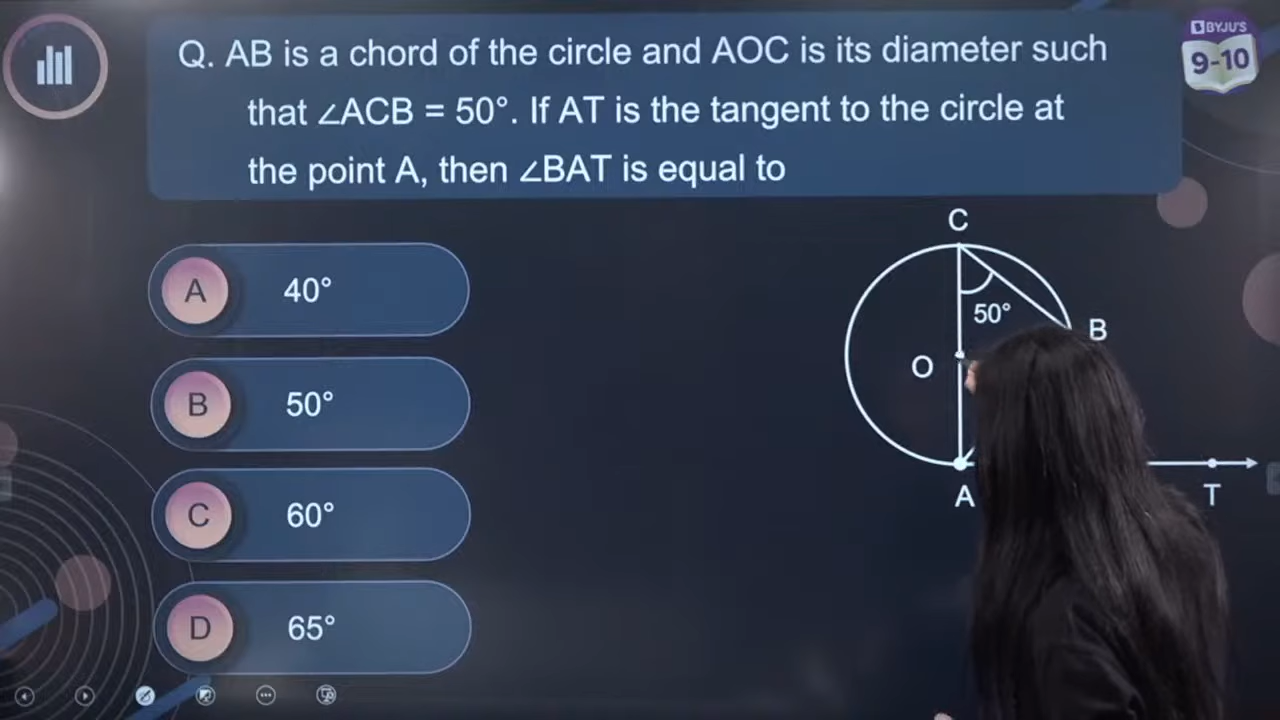 Q. AB is a chord of the circle and AOC is its diameter such
that ∠ACB = 50°. If AT is the tangent to the circle at
the point A, then ∠BAT is equal to
BYJU'S
9-10
A 40°
B 50°
C 60°
D 65°
C
50°
B
O
A
T